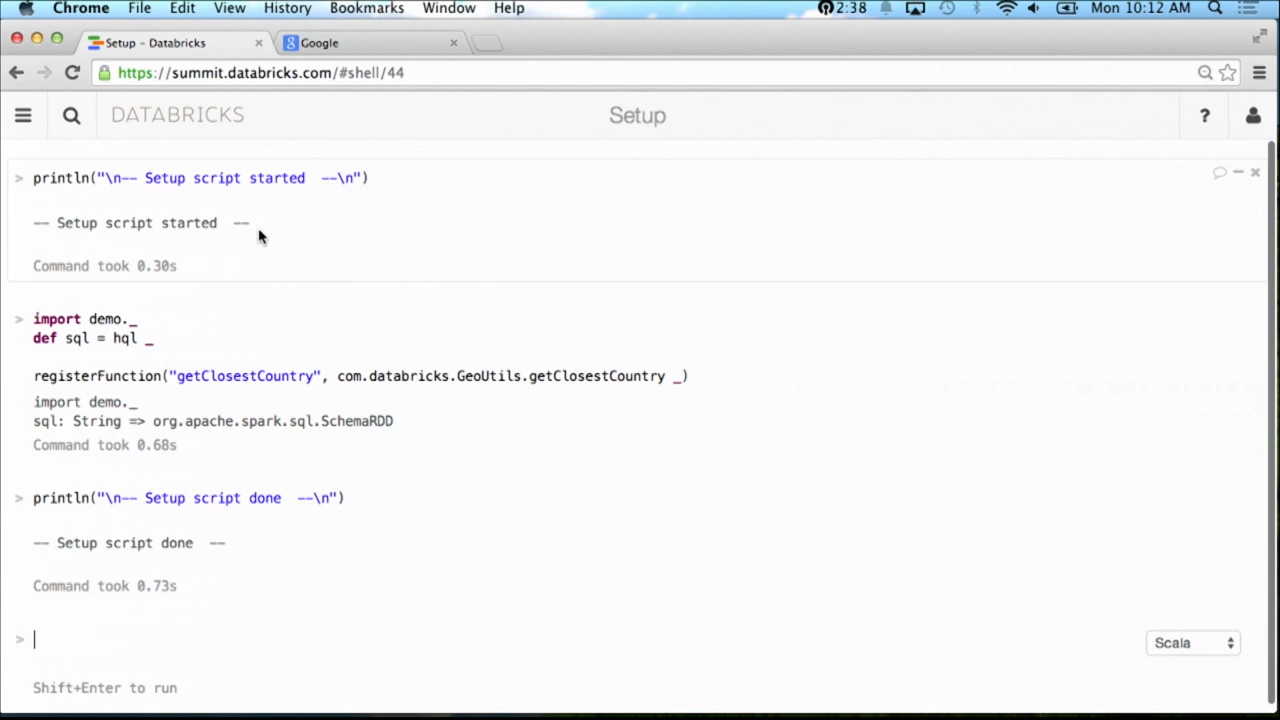 Chrome File Edit View History Bookmarks Window Help 2:38 Mon 10:12 AM
Setup – Databricks Google
https://summit.databricks.com/#shell/44
DATABRICKS Setup ?
> println("\n-- Setup script started  --\n")
-- Setup script started  --
Command took 0.30s
> import demo._
def sql = hql _
registerFunction("getClosestCountry", com.databricks.GeoUtils.getClosestCountry _)
import demo._
sql: String => org.apache.spark.sql.SchemaRDD
Command took 0.68s
> println("\n-- Setup script done  --\n")
-- Setup script done  --
Command took 0.73s
>
Scala
Shift+Enter to run